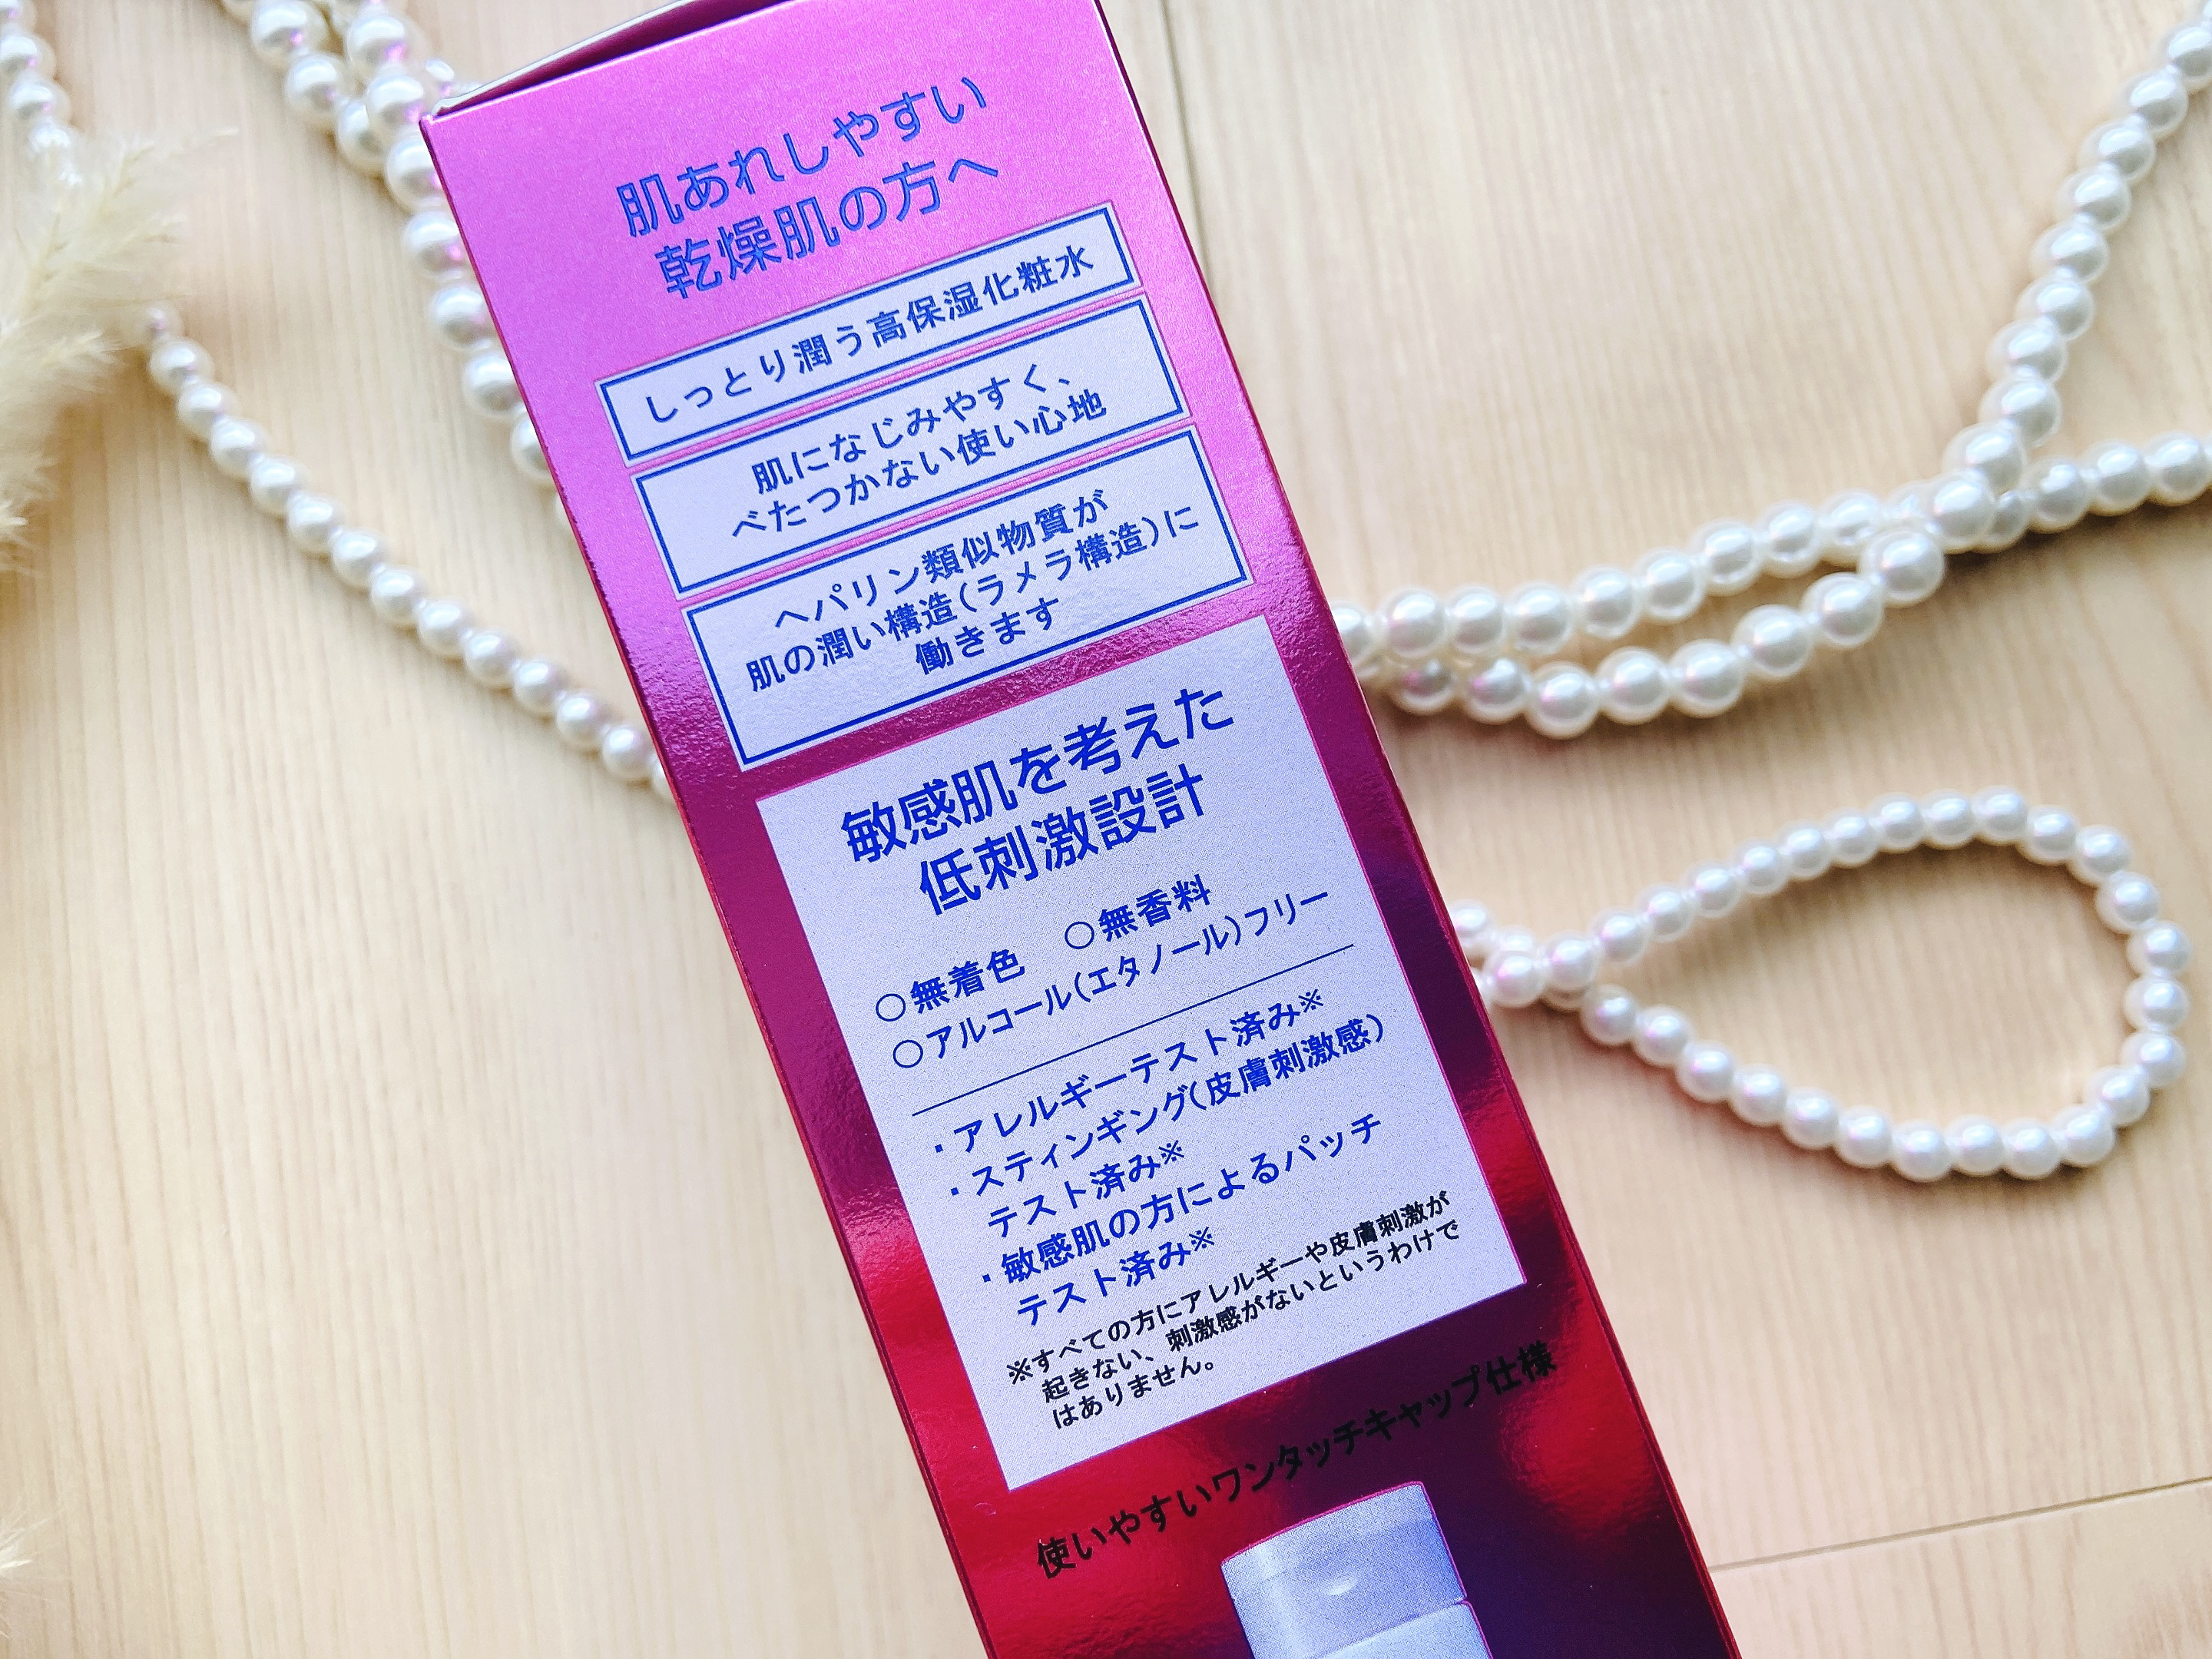 肌あれしやすい
乾燥肌の方へ
しっとり潤う高保湿化粧水
肌になじみやすく、
べたつかない使い心地
ヘパリン類似物質が
肌の潤い構造(ラメラ構造)に
働きます
敏感肌を考えた
低刺激設計
○無着色 ○無香料
○アルコール(エタノール)フリー
・アレルギーテスト済み※
・スティンギング(皮膚刺激感)
テスト済み※
・敏感肌の方によるパッチ
テスト済み※
※すべての方にアレルギーや皮膚刺激が
起きない、刺激感がないというわけで
はありません。
使いやすいワンタッチキャップ仕様